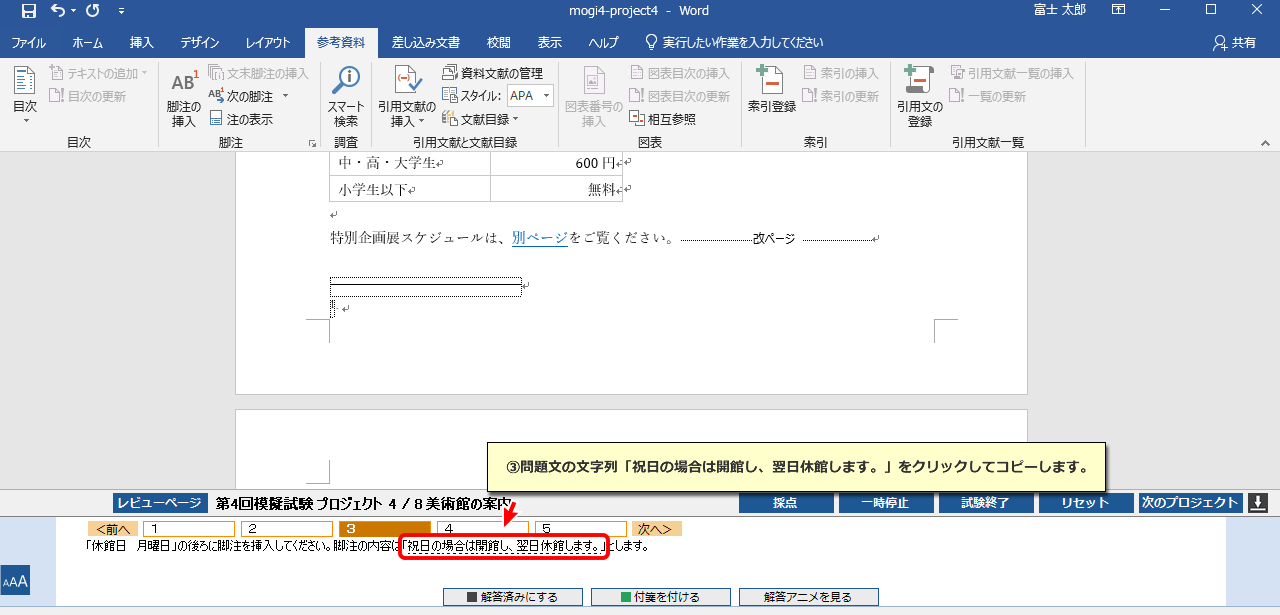 mogi4-project4 - Word
富士 太郎
ファイル ホーム 挿入 デザイン レイアウト 参考資料 差し込み文書 校閲 表示 ヘルプ 実行したい作業を入力してください 共有
目次
テキストの追加
目次の更新
目次
AB1
脚注の挿入
文末脚注の挿入
次の脚注
注の表示
脚注
スマート検索
調査
引用文献の挿入
資料文献の管理
スタイル: APA
文献目録
引用文献と文献目録
図表番号の挿入
図表目次の挿入
図表目次の更新
相互参照
図表
索引登録
索引の挿入
索引の更新
索引
引用文の登録
引用文献一覧の挿入
一覧の更新
引用文献一覧
中・高・大学生 600 円
小学生以下 無料
特別企画展スケジュールは、別ページをご覧ください。 改ページ
③問題文の文字列「祝日の場合は開館し、翌日休館します。」をクリックしてコピーします。
レビューページ 第4回模擬試験 プロジェクト 4 / 8 美術館の案内 採点 一時停止 試験終了 リセット 次のプロジェクト
<前へ 1 2 3 4 5 次へ>
「休館日　月曜日」の後ろに脚注を挿入してください。脚注の内容は「祝日の場合は開館し、翌日休館します。」とします。
AAA
解答済みにする 付箋を付ける 解答アニメを見る